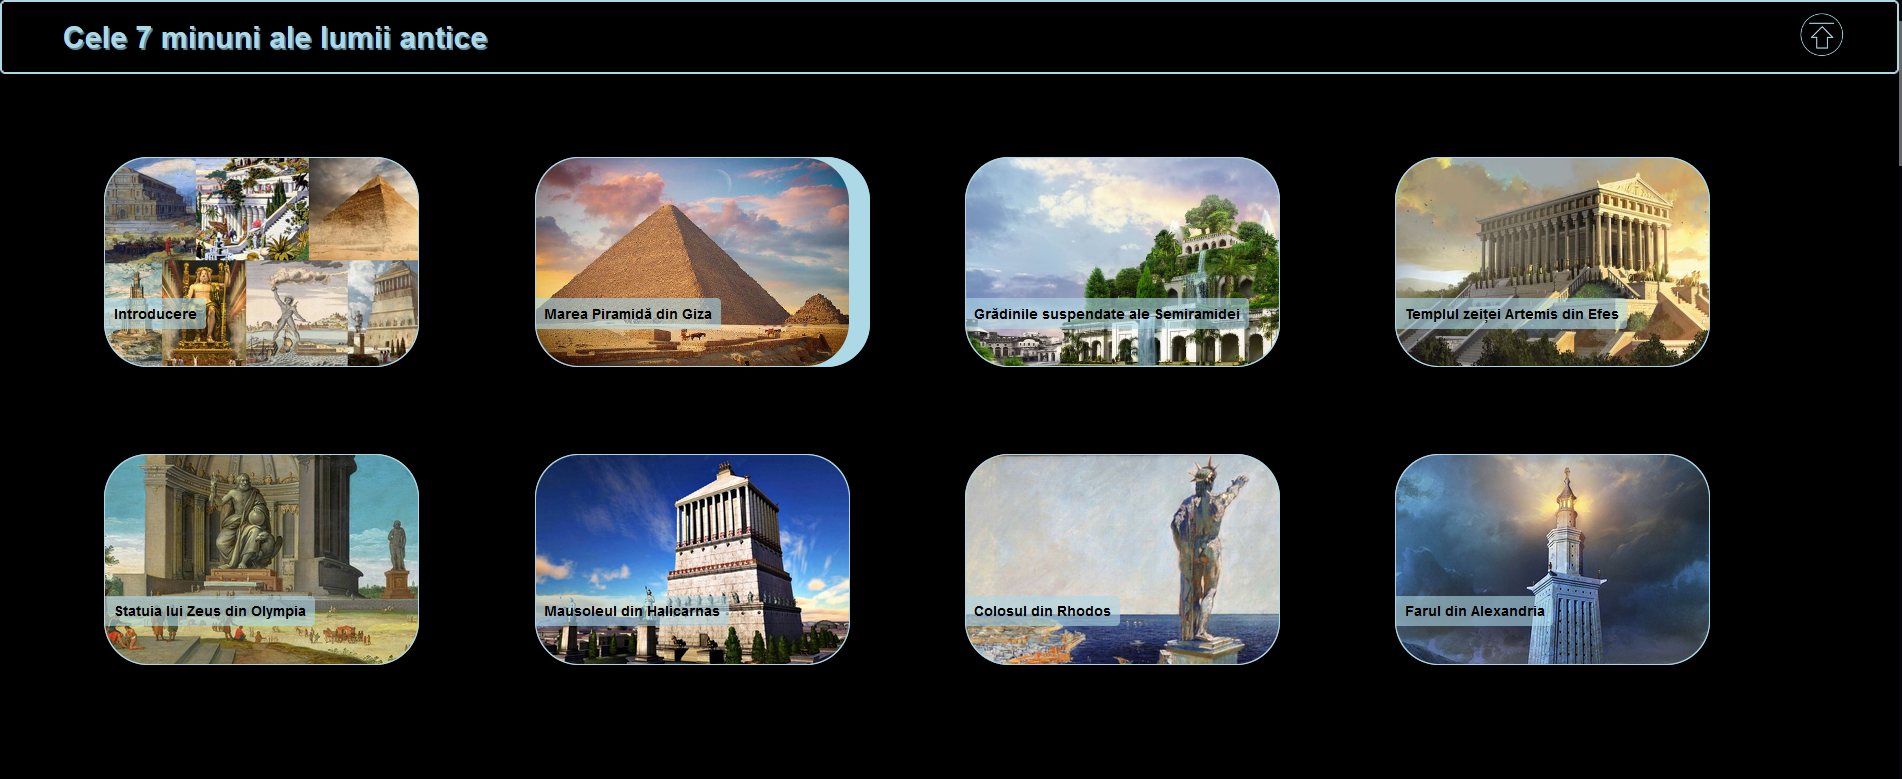 Cele 7 minuni ale lumii antice
Introducere
Marea Piramidă din Giza
Grădinile suspendate ale Semiramidei
Templul zeiței Artemis din Efes
Statuia lui Zeus din Olympia
Mausoleul din Halicarnas
Colosul din Rhodos
Farul din Alexandria